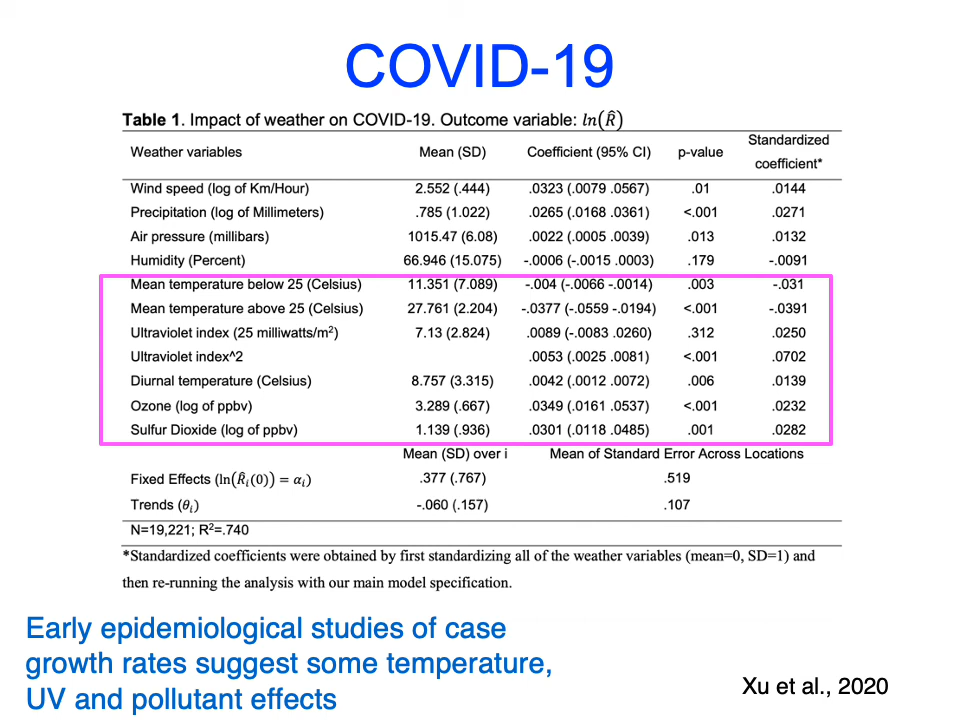 COVID-19
Table 1. Impact of weather on COVID-19. Outcome variable: ln(R̂)
Weather variables Mean (SD) Coefficient (95% CI) p-value Standardized coefficient*
Wind speed (log of Km/Hour) 2.552 (.444) .0323 (.0079 .0567) .01 .0144
Precipitation (log of Millimeters) .785 (1.022) .0265 (.0168 .0361) <.001 .0271
Air pressure (millibars) 1015.47 (6.08) .0022 (.0005 .0039) .013 .0132
Humidity (Percent) 66.946 (15.075) -.0006 (-.0015 .0003) .179 -.0091
Mean temperature below 25 (Celsius) 11.351 (7.089) -.004 (-.0066 -.0014) .003 -.031
Mean temperature above 25 (Celsius) 27.761 (2.204) -.0377 (-.0559 -.0194) <.001 -.0391
Ultraviolet index (25 milliwatts/m²) 7.13 (2.824) .0089 (-.0083 .0260) .312 .0250
Ultraviolet index^2 .0053 (.0025 .0081) <.001 .0702
Diurnal temperature (Celsius) 8.757 (3.315) .0042 (.0012 .0072) .006 .0139
Ozone (log of ppbv) 3.289 (.667) .0349 (.0161 .0537) <.001 .0232
Sulfur Dioxide (log of ppbv) 1.139 (.936) .0301 (.0118 .0485) .001 .0282
Mean (SD) over i Mean of Standard Error Across Locations
Fixed Effects (ln(R̂ᵢ(0)) = αᵢ) .377 (.767) .519
Trends (θᵢ) -.060 (.157) .107
N=19,221; R²=.740
*Standardized coefficients were obtained by first standardizing all of the weather variables (mean=0, SD=1) and
then re-running the analysis with our main model specification.
Early epidemiological studies of case
growth rates suggest some temperature,
UV and pollutant effects
Xu et al., 2020